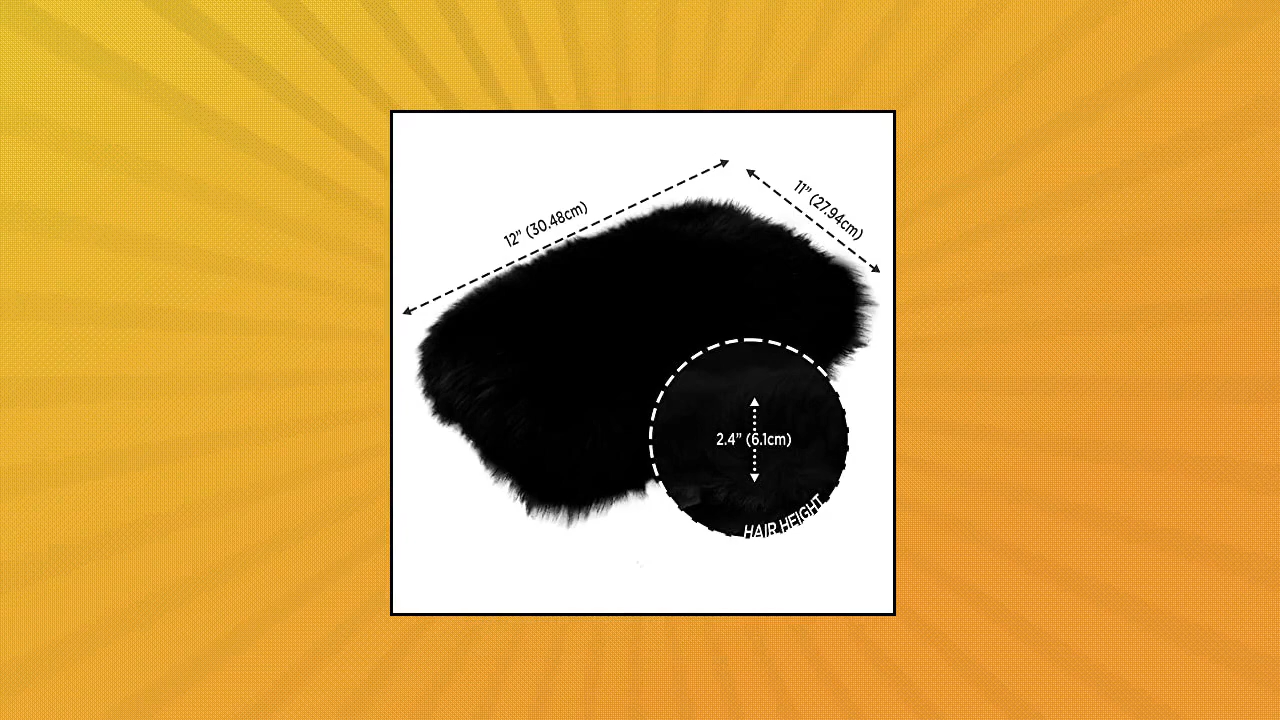 12” (30.48cm)
11” (27.94cm)
2.4” (6.1cm)
HAIR HEIGHT